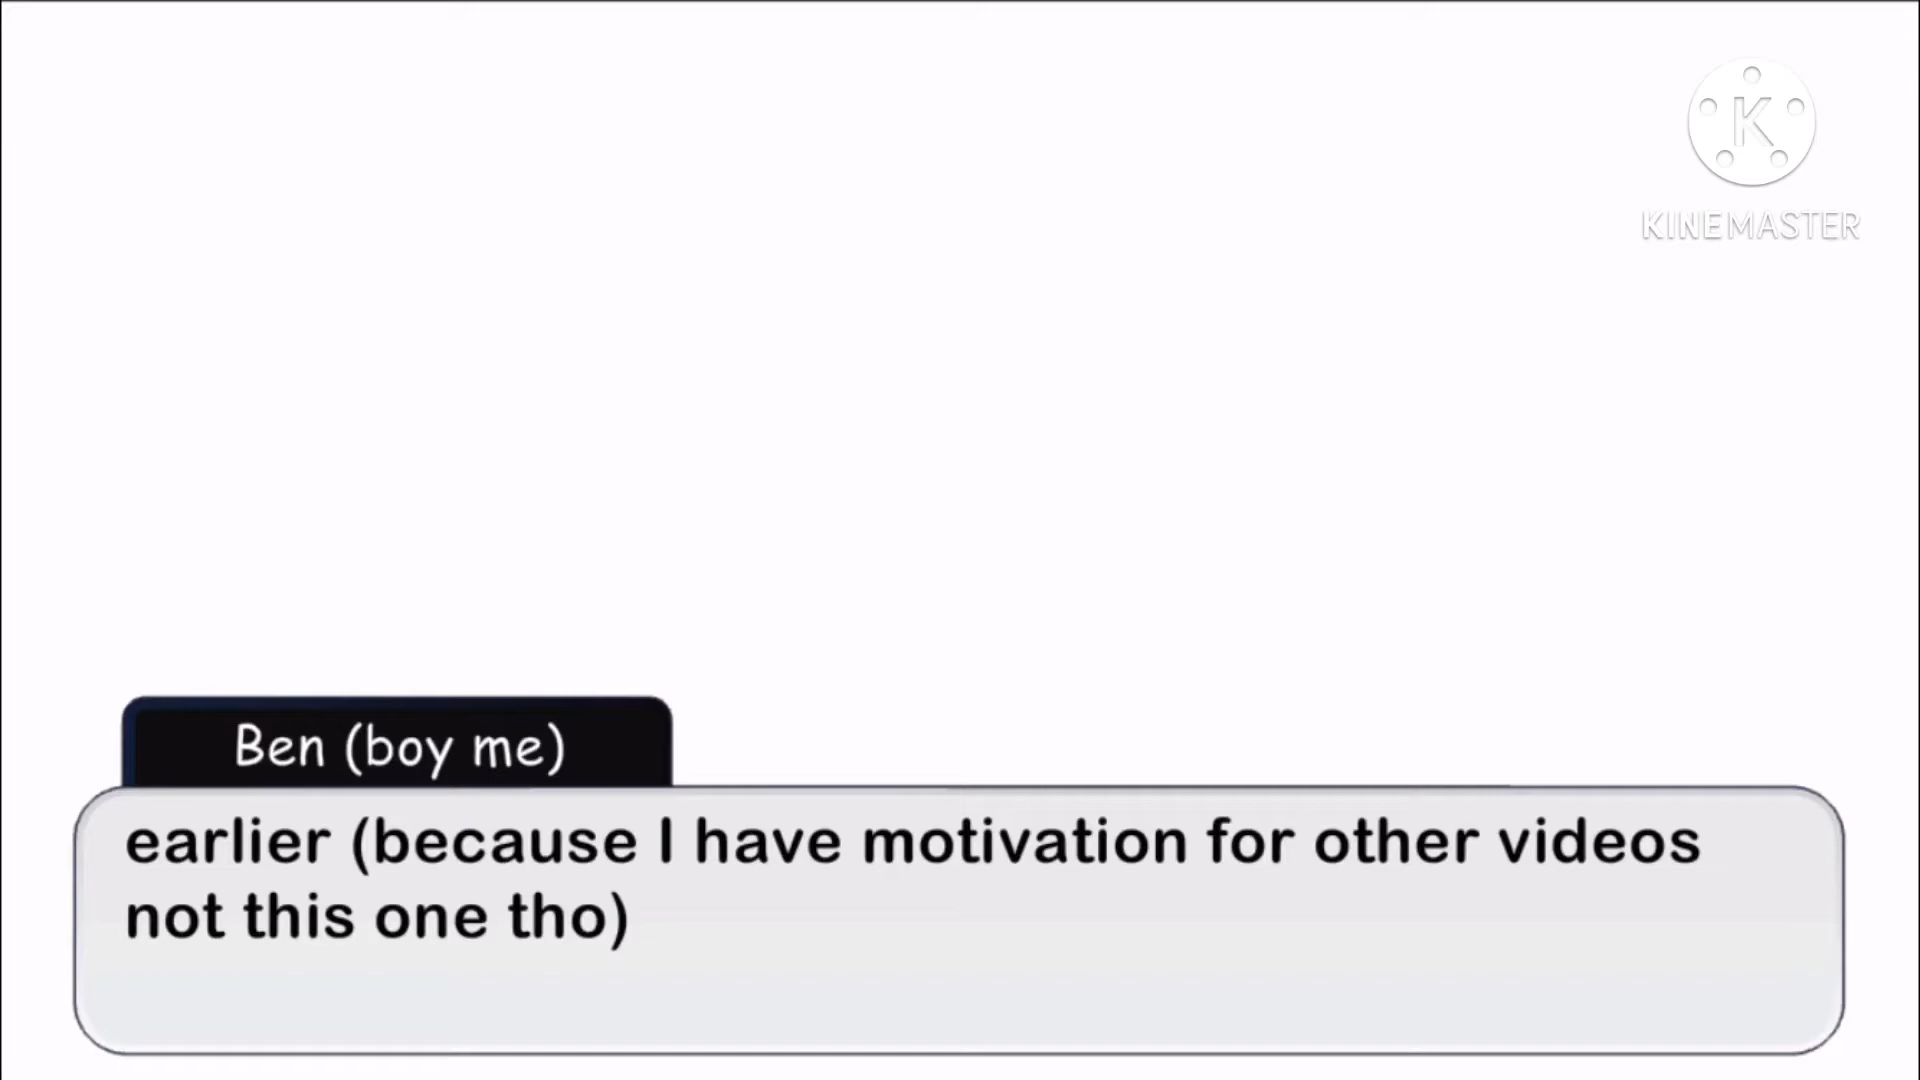 K
KINEMASTER
Ben (boy me)
earlier (because I have motivation for other videos
not this one tho)